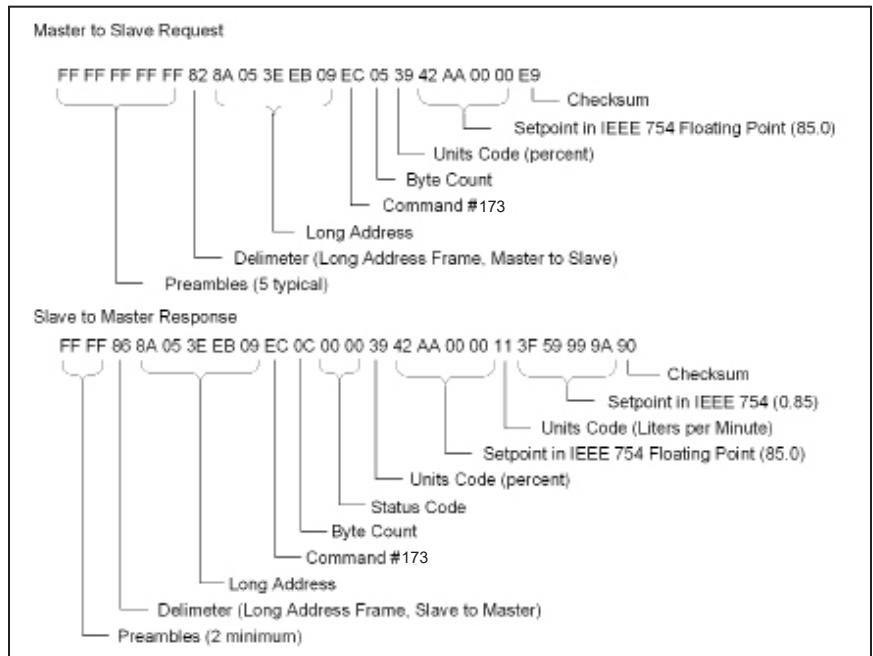 Master to Slave Request
FF FF FF FF FF 82 8A 05 3E EB 09 EC 05 39 42 AA 00 00 E9
Checksum
Setpoint in IEEE 754 Floating Point (85.0)
Units Code (percent)
Byte Count
Command #173
Long Address
Delimeter (Long Address Frame, Master to Slave)
Preambles (5 typical)
Slave to Master Response
FF FF 86 8A 05 3E EB 09 EC 0C 00 00 39 42 AA 00 00 11 3F 59 99 9A 90
Checksum
Setpoint in IEEE 754 (0.85)
Units Code (Liters per Minute)
Setpoint in IEEE 754 Floating Point (85.0)
Units Code (percent)
Status Code
Byte Count
Command #173
Long Address
Delimeter (Long Address Frame, Slave to Master)
Preambles (2 minimum)